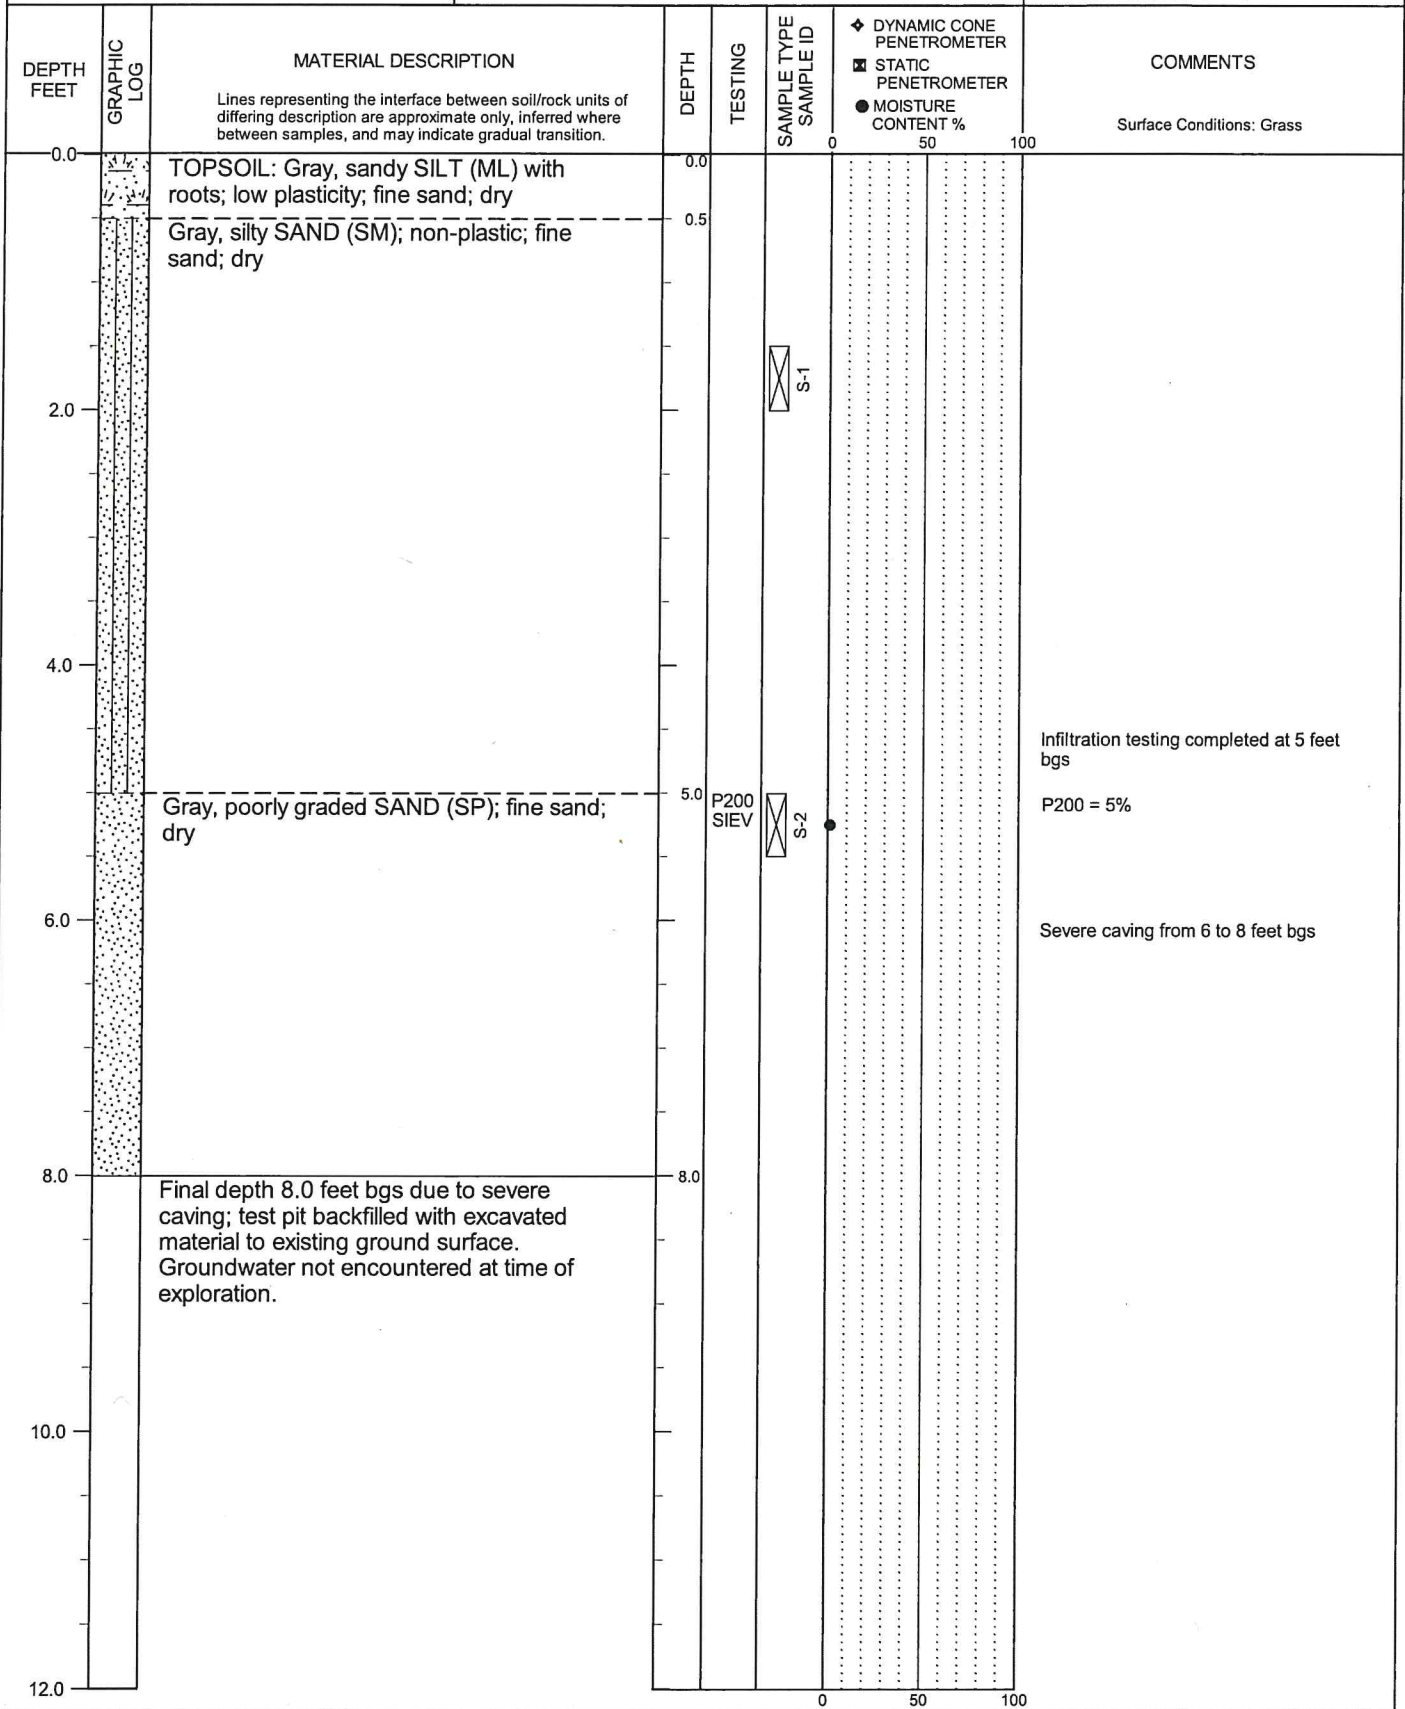 DEPTH
FEET
GRAPHIC
LOG
MATERIAL DESCRIPTION
Lines representing the interface between soil/rock units of
differing description are approximate only, inferred where
between samples, and may indicate gradual transition.
DEPTH
TESTING
SAMPLE TYPE
SAMPLE ID
DYNAMIC CONE
PENETROMETER
STATIC
PENETROMETER
MOISTURE
CONTENT %
0 50 100
COMMENTS
Surface Conditions: Grass
0.0
TOPSOIL: Gray, sandy SILT (ML) with
roots; low plasticity; fine sand; dry
0.0
0.5
Gray, silty SAND (SM); non-plastic; fine
sand; dry
S-1
2.0
4.0
Infiltration testing completed at 5 feet
bgs
5.0
Gray, poorly graded SAND (SP); fine sand;
dry
P200
SIEV
S-2
P200 = 5%
6.0
Severe caving from 6 to 8 feet bgs
8.0
8.0
Final depth 8.0 feet bgs due to severe
caving; test pit backfilled with excavated
material to existing ground surface.
Groundwater not encountered at time of
exploration.
10.0
12.0
0 50 100